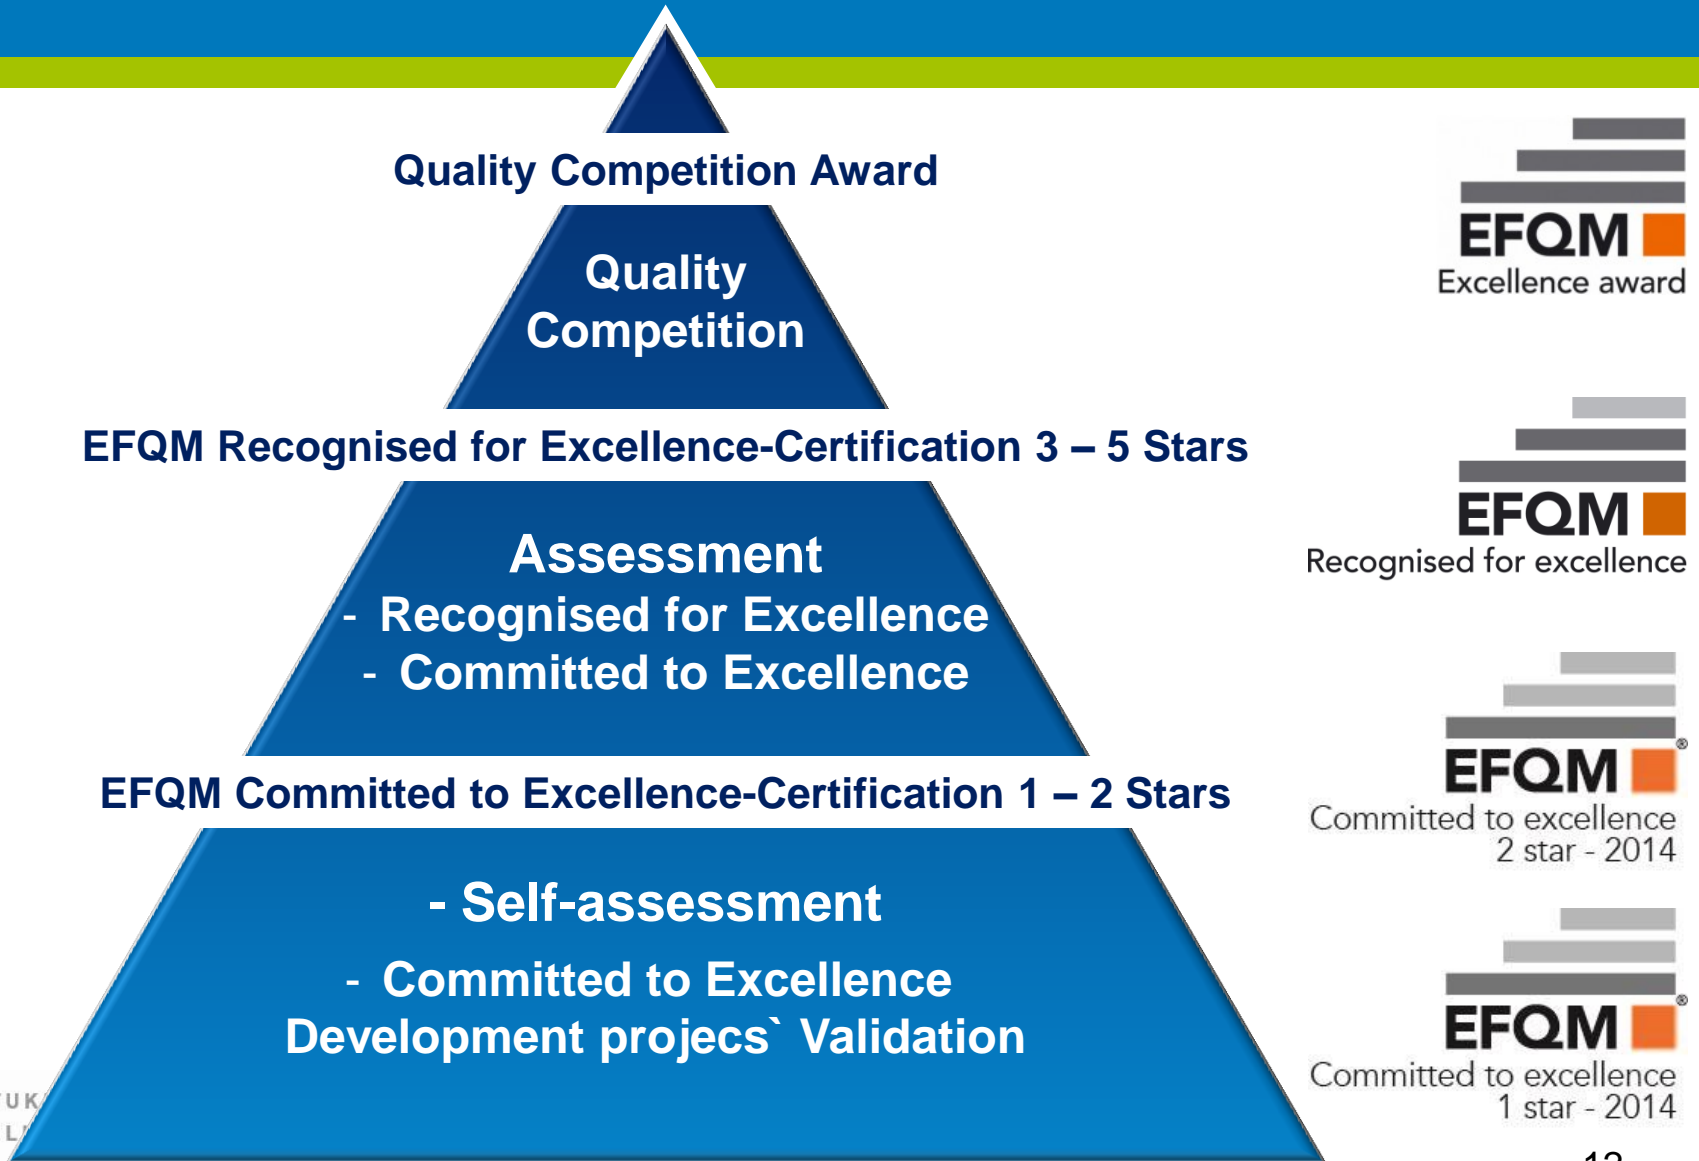 Quality Competition Award
Quality
Competition
EFQM Recognised for Excellence-Certification 3 – 5 Stars
Assessment
- Recognised for Excellence
- Committed to Excellence
EFQM Committed to Excellence-Certification 1 – 2 Stars
- Self-assessment
- Committed to Excellence
Development projecs` Validation
EFQM
Excellence award
EFQM
Recognised for excellence
EFQM®
Committed to excellence
2 star - 2014
EFQM®
Committed to excellence
1 star - 2014